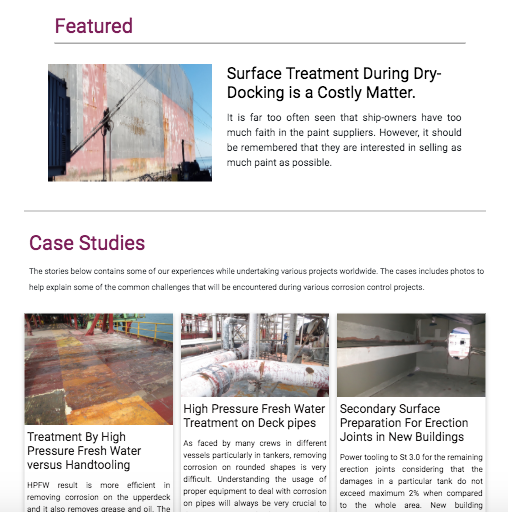 Featured
Surface Treatment During Dry-
Docking is a Costly Matter.
It is far too often seen that ship-owners have too
much faith in the paint suppliers. However, it should
be remembered that they are interested in selling as
much paint as possible.
Case Studies
The stories below contains some of our experiences while undertaking various projects worldwide. The cases includes photos to
help explain some of the common challenges that will be encountered during various corrosion control projects.
Treatment By High
Pressure Fresh Water
versus Handtooling
HPFW result is more efficient in
removing corrosion on the upperdeck
and it also removes grease and oil. The
High Pressure Fresh Water
Treatment on Deck pipes
As faced by many crews in different
vessels particularly in tankers, removing
corrosion on rounded shapes is very
difficult. Understanding the usage of
proper equipment to deal with corrosion
on pipes will always be very crucial to
Secondary Surface
Preparation For Erection
Joints in New Buildings
Power tooling to St 3.0 for the remaining
erection joints considering that the
damages in a particular tank do not
exceed maximum 2% when compared
to the whole area. New building